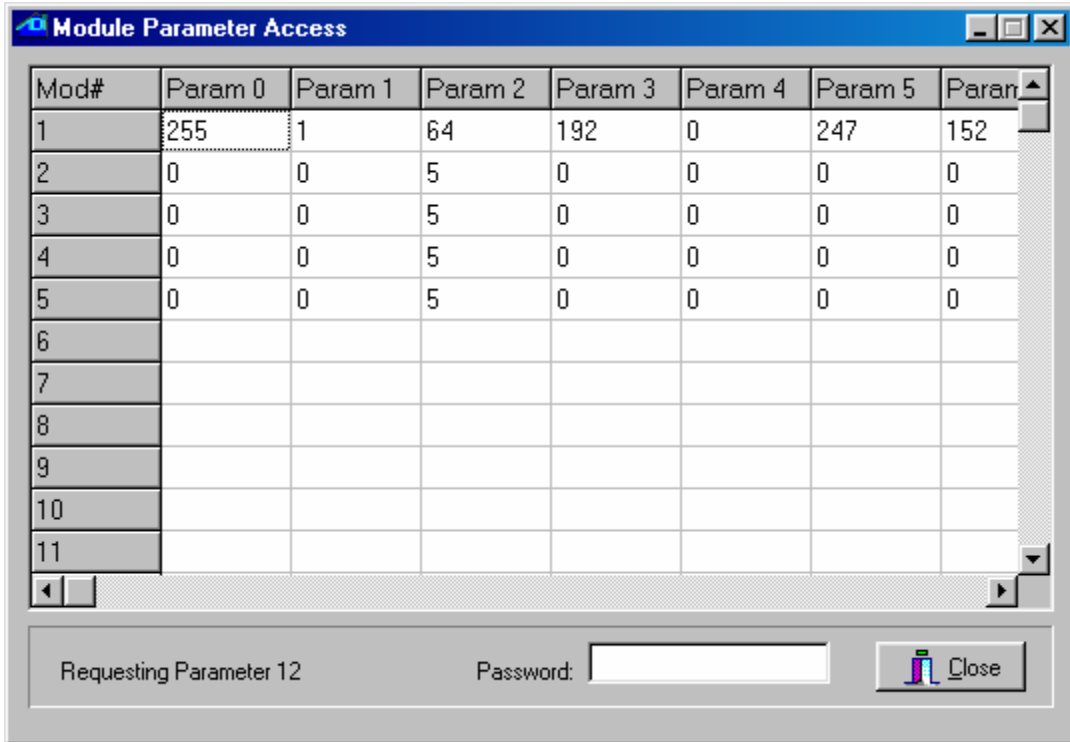 Module Parameter Access
Mod# Param 0 Param 1 Param 2 Param 3 Param 4 Param 5 Param
1 255 1 64 192 0 247 152
2 0 0 5 0 0 0 0
3 0 0 5 0 0 0 0
4 0 0 5 0 0 0 0
5 0 0 5 0 0 0 0
6
7
8
9
10
11
Requesting Parameter 12 Password: Close